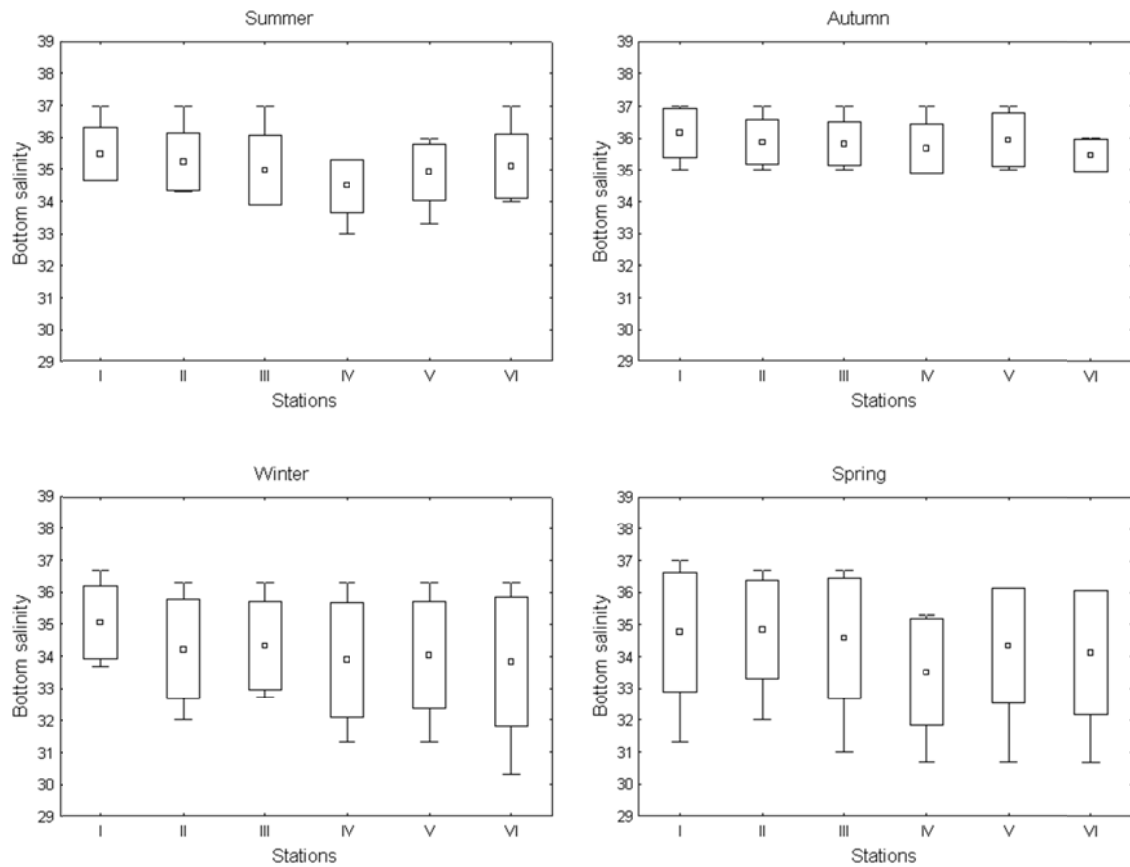 Summer
39
38
37
36
35
34
33
32
31
30
29
Bottom salinity
I II III IV V VI
Stations
Autumn
39
38
37
36
35
34
33
32
31
30
29
Bottom salinity
I II III IV V VI
Stations
Winter
39
38
37
36
35
34
33
32
31
30
29
Bottom salinity
I II III IV V VI
Stations
Spring
39
38
37
36
35
34
33
32
31
30
29
Bottom salinity
I II III IV V VI
Stations